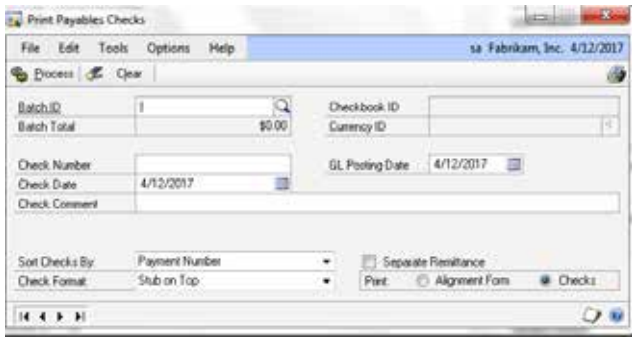 Print Payables Checks
File Edit Tools Options Help sa Fabrikam, Inc. 4/12/2017
Process Clear
Batch ID Checkbook ID
Batch Total $0.00 Currency ID
Check Number GL Posting Date 4/12/2017
Check Date 4/12/2017
Check Comment
Sort Checks By: Payment Number Separate Remittance
Check Format: Stub on Top Print: Alignment Form Checks